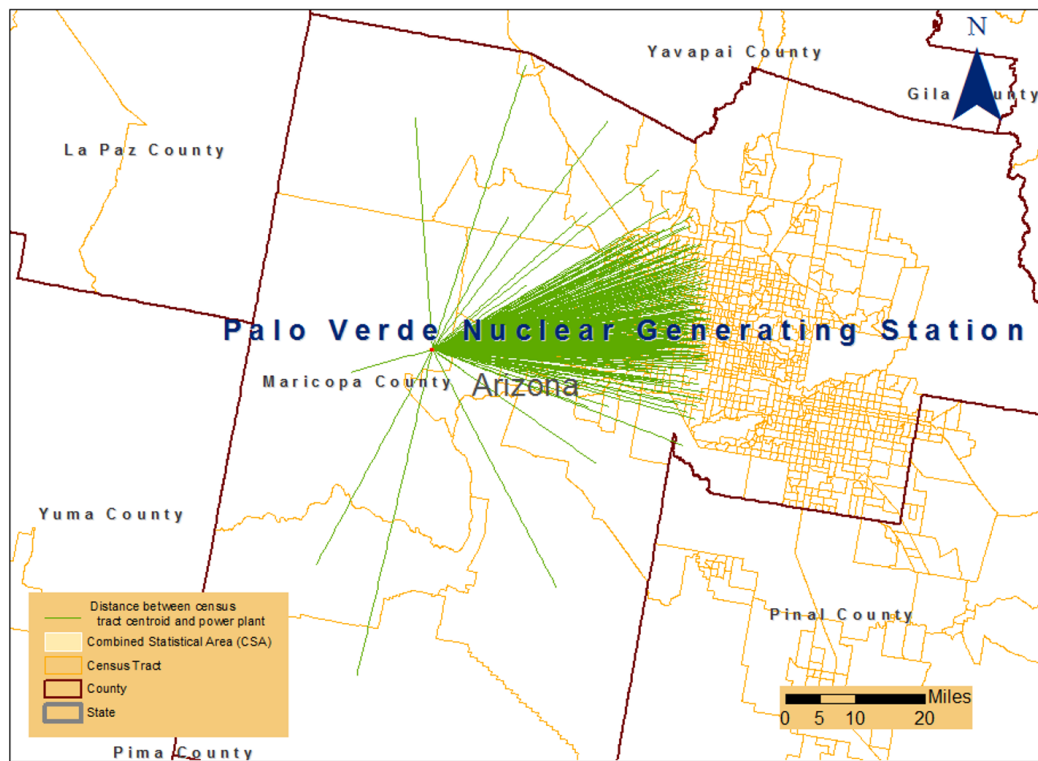 Yavapai County
N
Gila County
La Paz County
Palo Verde Nuclear Generating Station
Maricopa County
Arizona
Yuma County
Pinal County
Pima County
Distance between census
tract centroid and power plant
Combined Statistical Area (CSA)
Census Tract
County
State
Miles
0 5 10 20